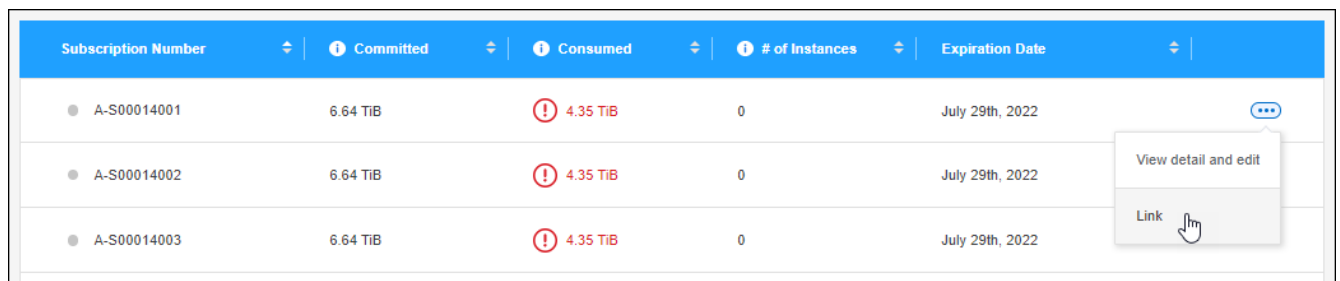 Subscription Number Committed Consumed # of Instances Expiration Date
A-S00014001 6.64 TiB 4.35 TiB 0 July 29th, 2022
View detail and edit
A-S00014002 6.64 TiB 4.35 TiB 0 July 29th, 2022
Link
A-S00014003 6.64 TiB 4.35 TiB 0 July 29th, 2022